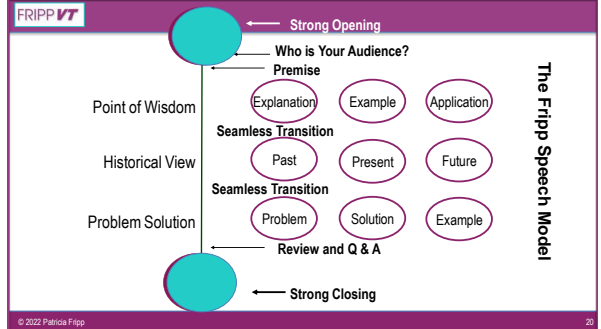 FRIPP VT
Strong Opening
Who is Your Audience?
Premise
Point of Wisdom
Explanation
Example
Application
Seamless Transition
Historical View
Past
Present
Future
Seamless Transition
Problem Solution
Problem
Solution
Example
Review and Q & A
Strong Closing
The Fripp Speech Model
© 2022 Patricia Fripp
20